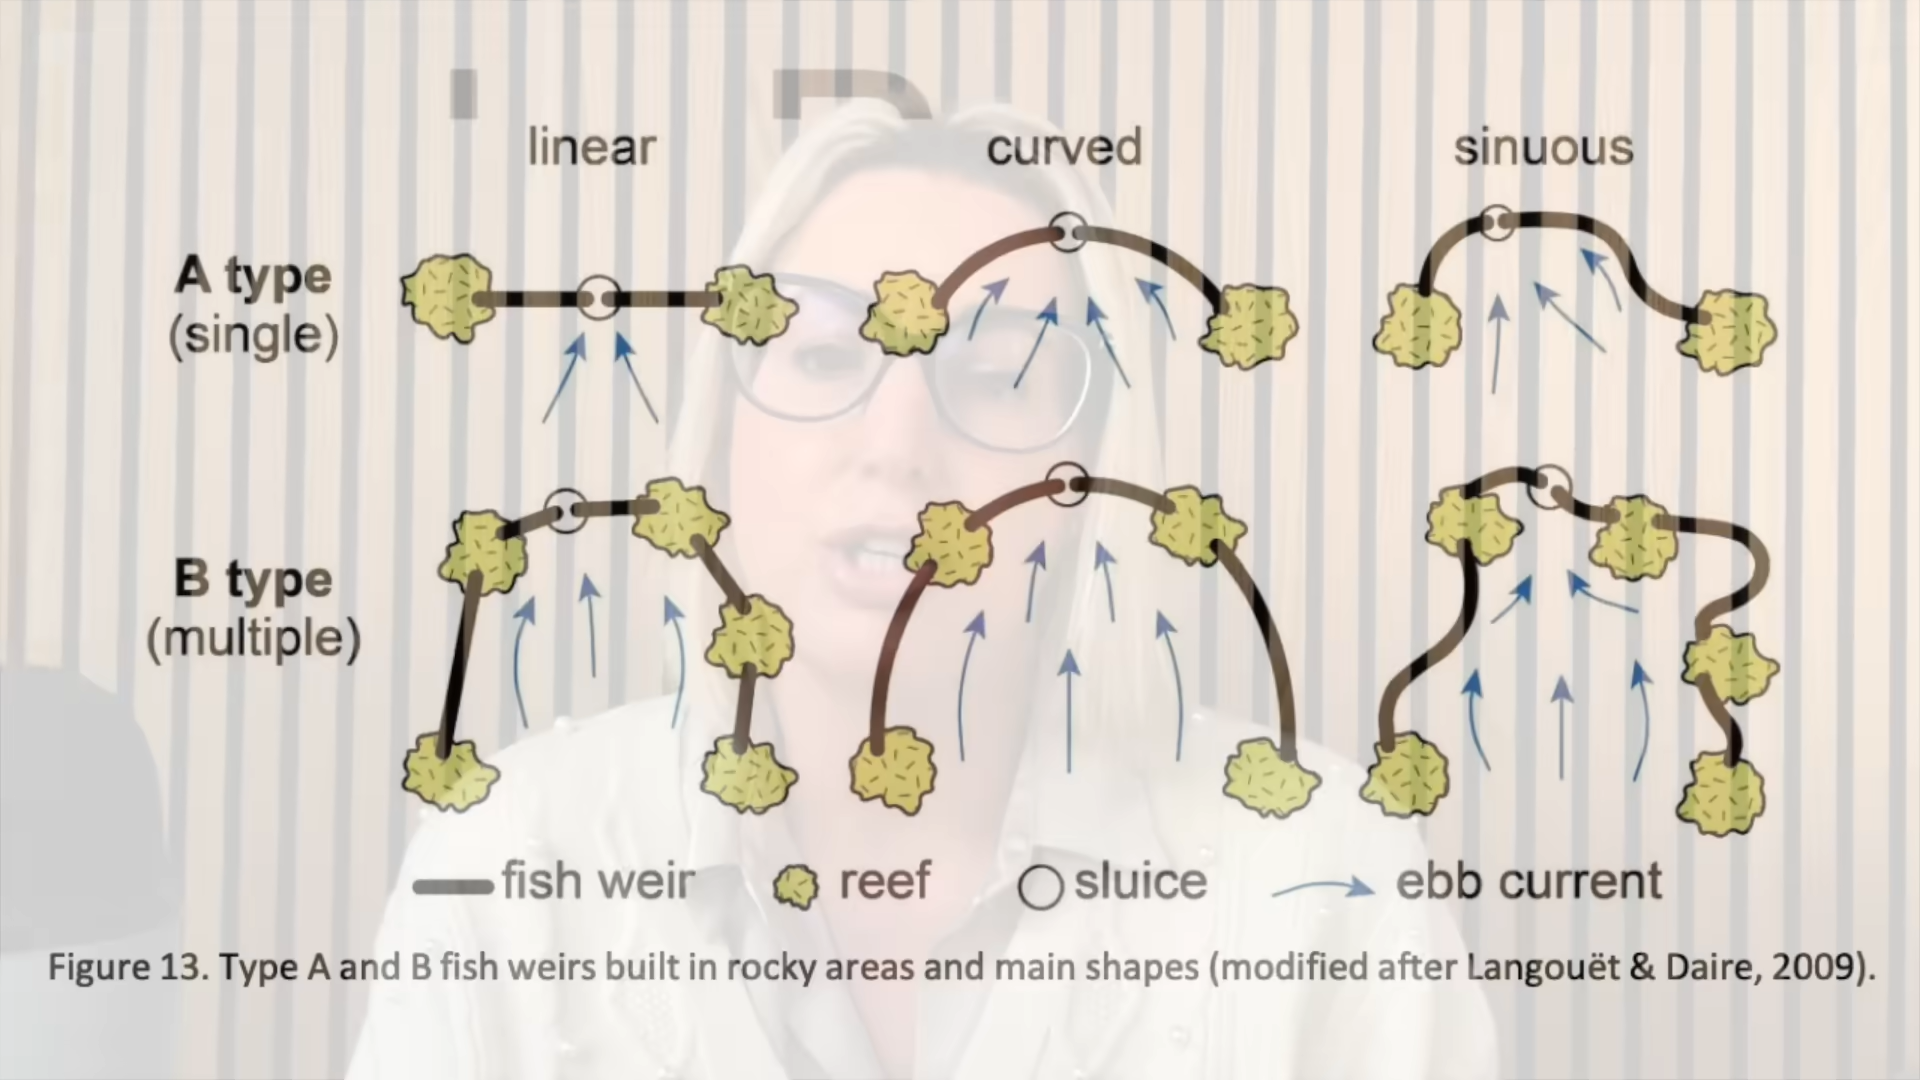 linear curved sinuous
A type
(single)
B type
(multiple)
fish weir reef sluice ebb current
Figure 13. Type A and B fish weirs built in rocky areas and main shapes (modified after Langouët & Daire, 2009).